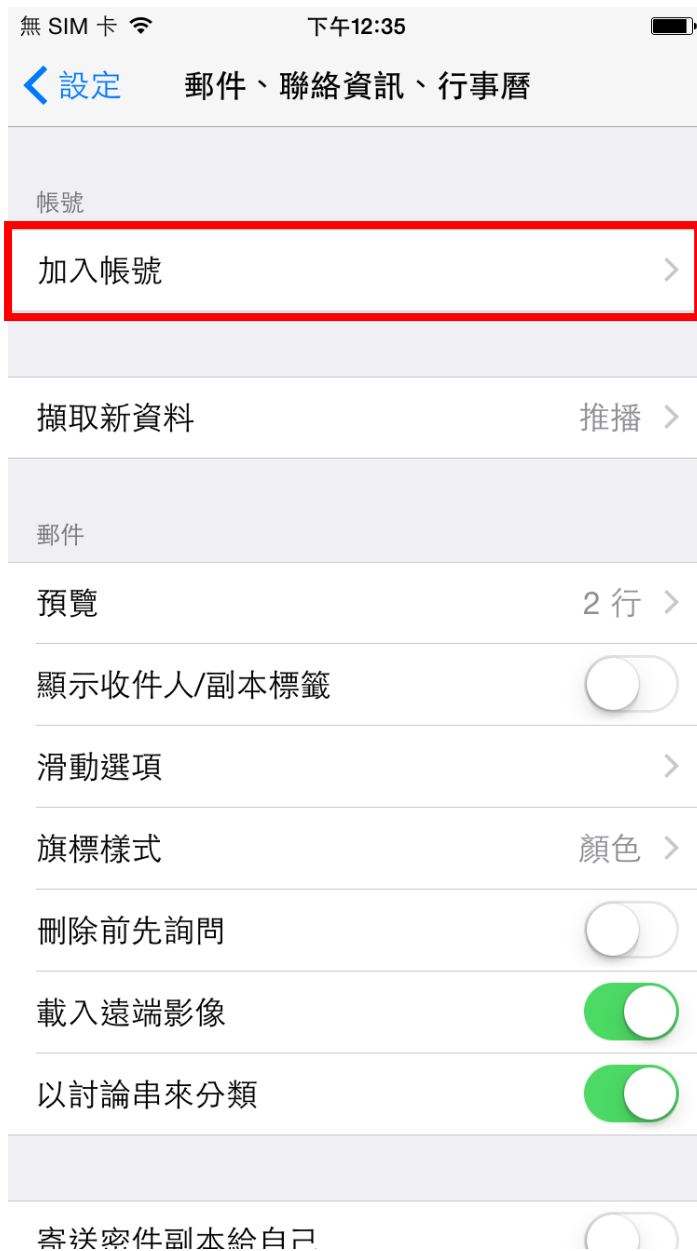 無 SIM 卡 下午12:35
設定 郵件、聯絡資訊、行事曆
帳號
加入帳號
擷取新資料 推播
郵件
預覽 2 行
顯示收件人/副本標籤
滑動選項
旗標樣式 顏色
刪除前先詢問
載入遠端影像
以討論串來分類
寄送密件副本給自己